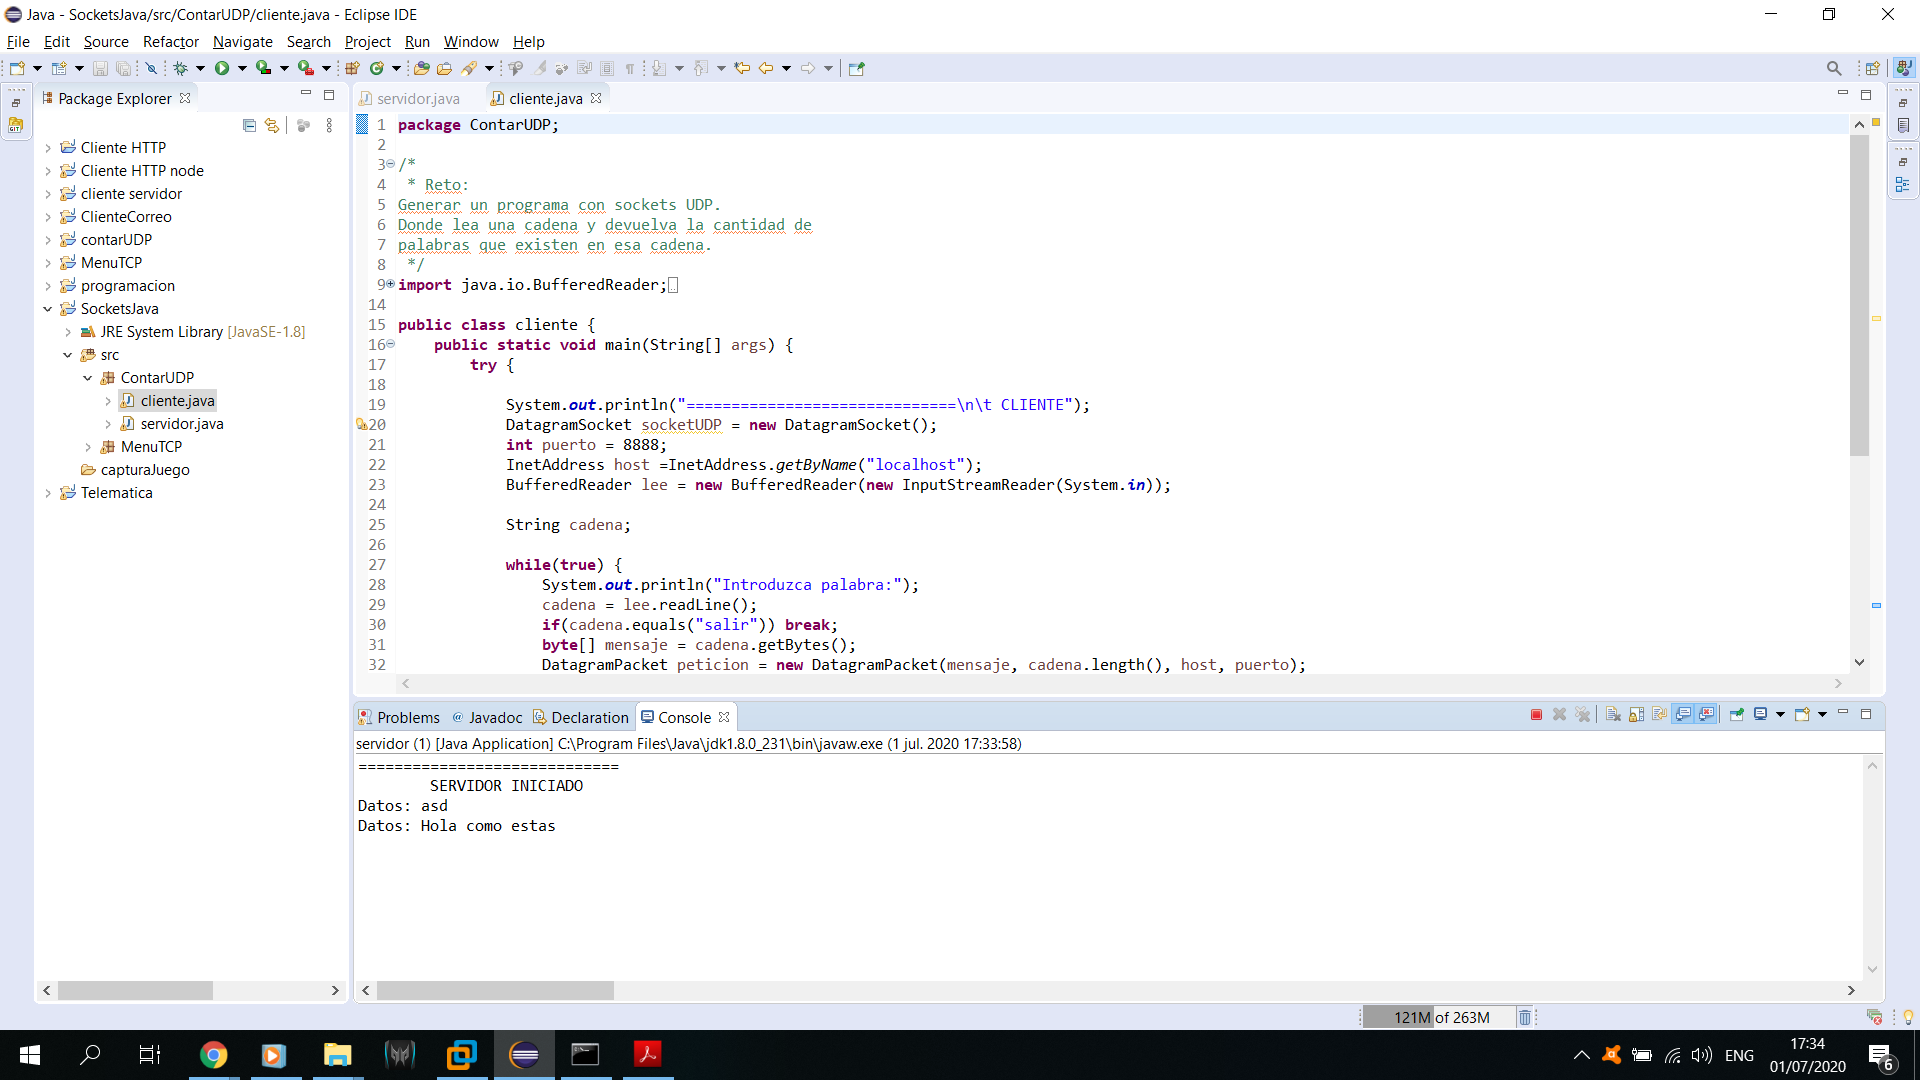 Java - SocketsJava/src/ContarUDP/cliente.java - Eclipse IDE
File Edit Source Refactor Navigate Search Project Run Window Help
Package Explorer
servidor.java
cliente.java
Cliente HTTP
Cliente HTTP node
cliente servidor
ClienteCorreo
contarUDP
MenuTCP
programacion
SocketsJava
JRE System Library [JavaSE-1.8]
src
ContarUDP
cliente.java
servidor.java
MenuTCP
capturaJuego
Telematica
1 package ContarUDP;
2
3 /*
4 * Reto:
5 Generar un programa con sockets UDP.
6 Donde lea una cadena y devuelva la cantidad de
7 palabras que existen en esa cadena.
8 */
9 import java.io.BufferedReader;
14
15 public class cliente {
16 public static void main(String[] args) {
17 try {
18
19 System.out.println("==============================\n\t CLIENTE");
20 DatagramSocket socketUDP = new DatagramSocket();
21 int puerto = 8888;
22 InetAddress host =InetAddress.getByName("localhost");
23 BufferedReader lee = new BufferedReader(new InputStreamReader(System.in));
24
25 String cadena;
26
27 while(true) {
28 System.out.println("Introduzca palabra:");
29 cadena = lee.readLine();
30 if(cadena.equals("salir")) break;
31 byte[] mensaje = cadena.getBytes();
32 DatagramPacket peticion = new DatagramPacket(mensaje, cadena.length(), host, puerto);
Problems @ Javadoc Declaration Console
servidor (1) [Java Application] C:\Program Files\Java\jdk1.8.0_231\bin\javaw.exe (1 jul. 2020 17:33:58)
=============================
SERVIDOR INICIADO
Datos: asd
Datos: Hola como estas
121M of 263M
ENG
17:34
01/07/2020
6